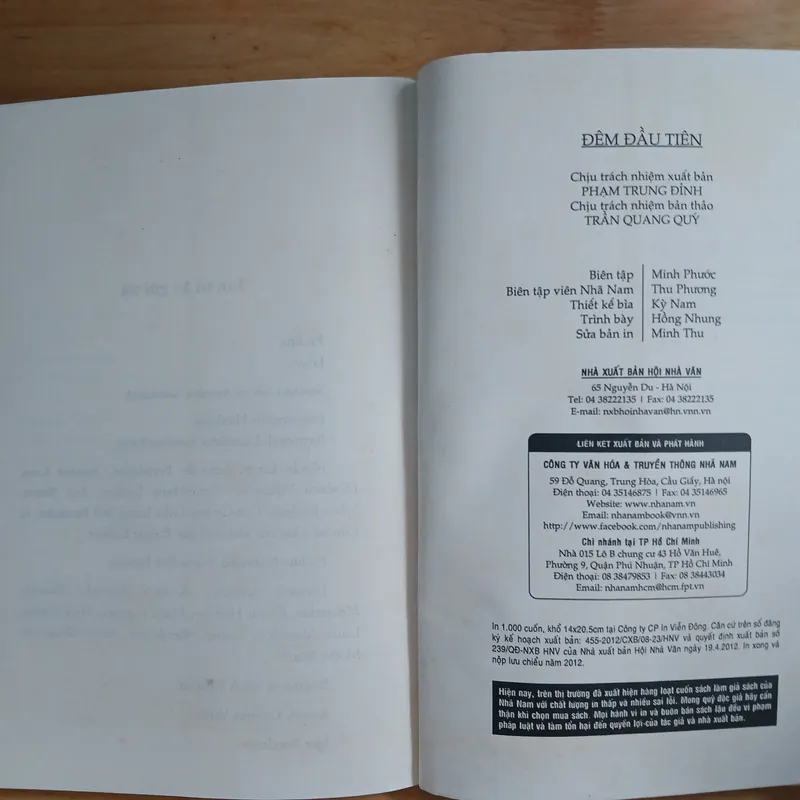 ĐÊM ĐẦU TIÊN
Chịu trách nhiệm xuất bản
PHẠM TRUNG ĐỈNH
Chịu trách nhiệm bản thảo
TRẦN QUANG QUÝ
Biên tập | Minh Phước
Biên tập viên Nhã Nam | Thu Phương
Thiết kế bìa | Kỳ Nam
Trình bày | Hồng Nhung
Sửa bản in | Minh Thu
NHÀ XUẤT BẢN HỘI NHÀ VĂN
65 Nguyễn Du - Hà Nội
Tel: 04 38222135 | Fax: 04 38222135
E-mail: nxbhoinhavan@hn.vnn.vn
LIÊN KẾT XUẤT BẢN VÀ PHÁT HÀNH
CÔNG TY VĂN HÓA & TRUYỀN THÔNG NHÃ NAM
59 Đỗ Quang, Trung Hòa, Cầu Giấy, Hà nội
Điện thoại: 04 35146875 | Fax: 04 35146965
Website: www.nhanam.vn
Email: nhanambook@vnn.vn
http://www.facebook.com/nhanampublishing
Chi nhánh tại TP Hồ Chí Minh
Nhà 015 Lô B chung cư 43 Hồ Văn Huê,
Phường 9, Quận Phú Nhuận, TP Hồ Chí Minh
Điện thoại: 08 38479853 | Fax: 08 38443034
Email: nhanamhcm@hcm.fpt.vn
In 1.000 cuốn, khổ 14x20.5cm tại Công ty CP In Viễn Đông. Căn cứ trên số đăng
ký kế hoạch xuất bản: 455-2012/CXB/08-23/HNV và quyết định xuất bản số
239/QĐ-NXB HNV của Nhà xuất bản Hội Nhà Văn ngày 19.4.2012. In xong và
nộp lưu chiểu năm 2012.
Hiện nay, trên thị trường đã xuất hiện hàng loạt cuốn sách làm giả sách của
Nhã Nam với chất lượng in thấp và nhiều sai lỗi. Mong quý độc giả hãy cẩn
thận khi chọn mua sách. Mọi hành vi in và buôn bán sách lậu đều vi phạm
pháp luật và làm tổn hại đến quyền lợi của tác giả và nhà xuất bản.